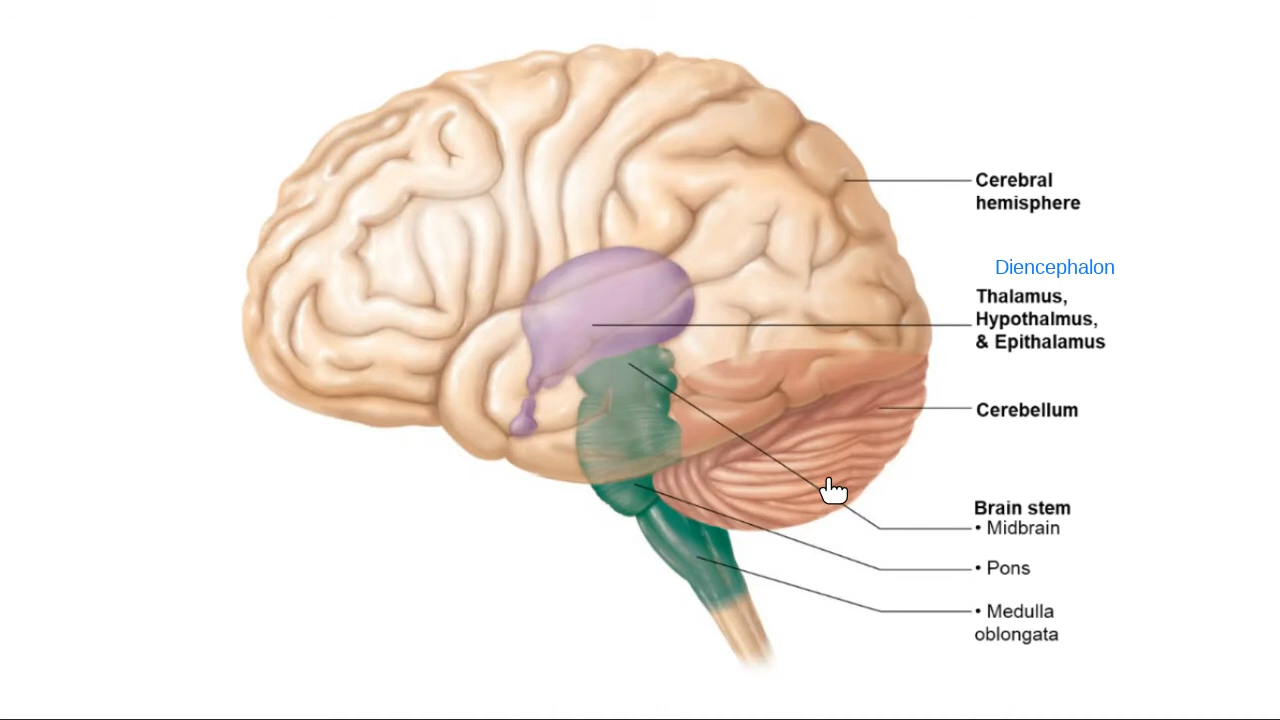 Cerebral
hemisphere
Diencephalon
Thalamus,
Hypothalmus,
& Epithalamus
Cerebellum
Brain stem
• Midbrain
• Pons
• Medulla
oblongata